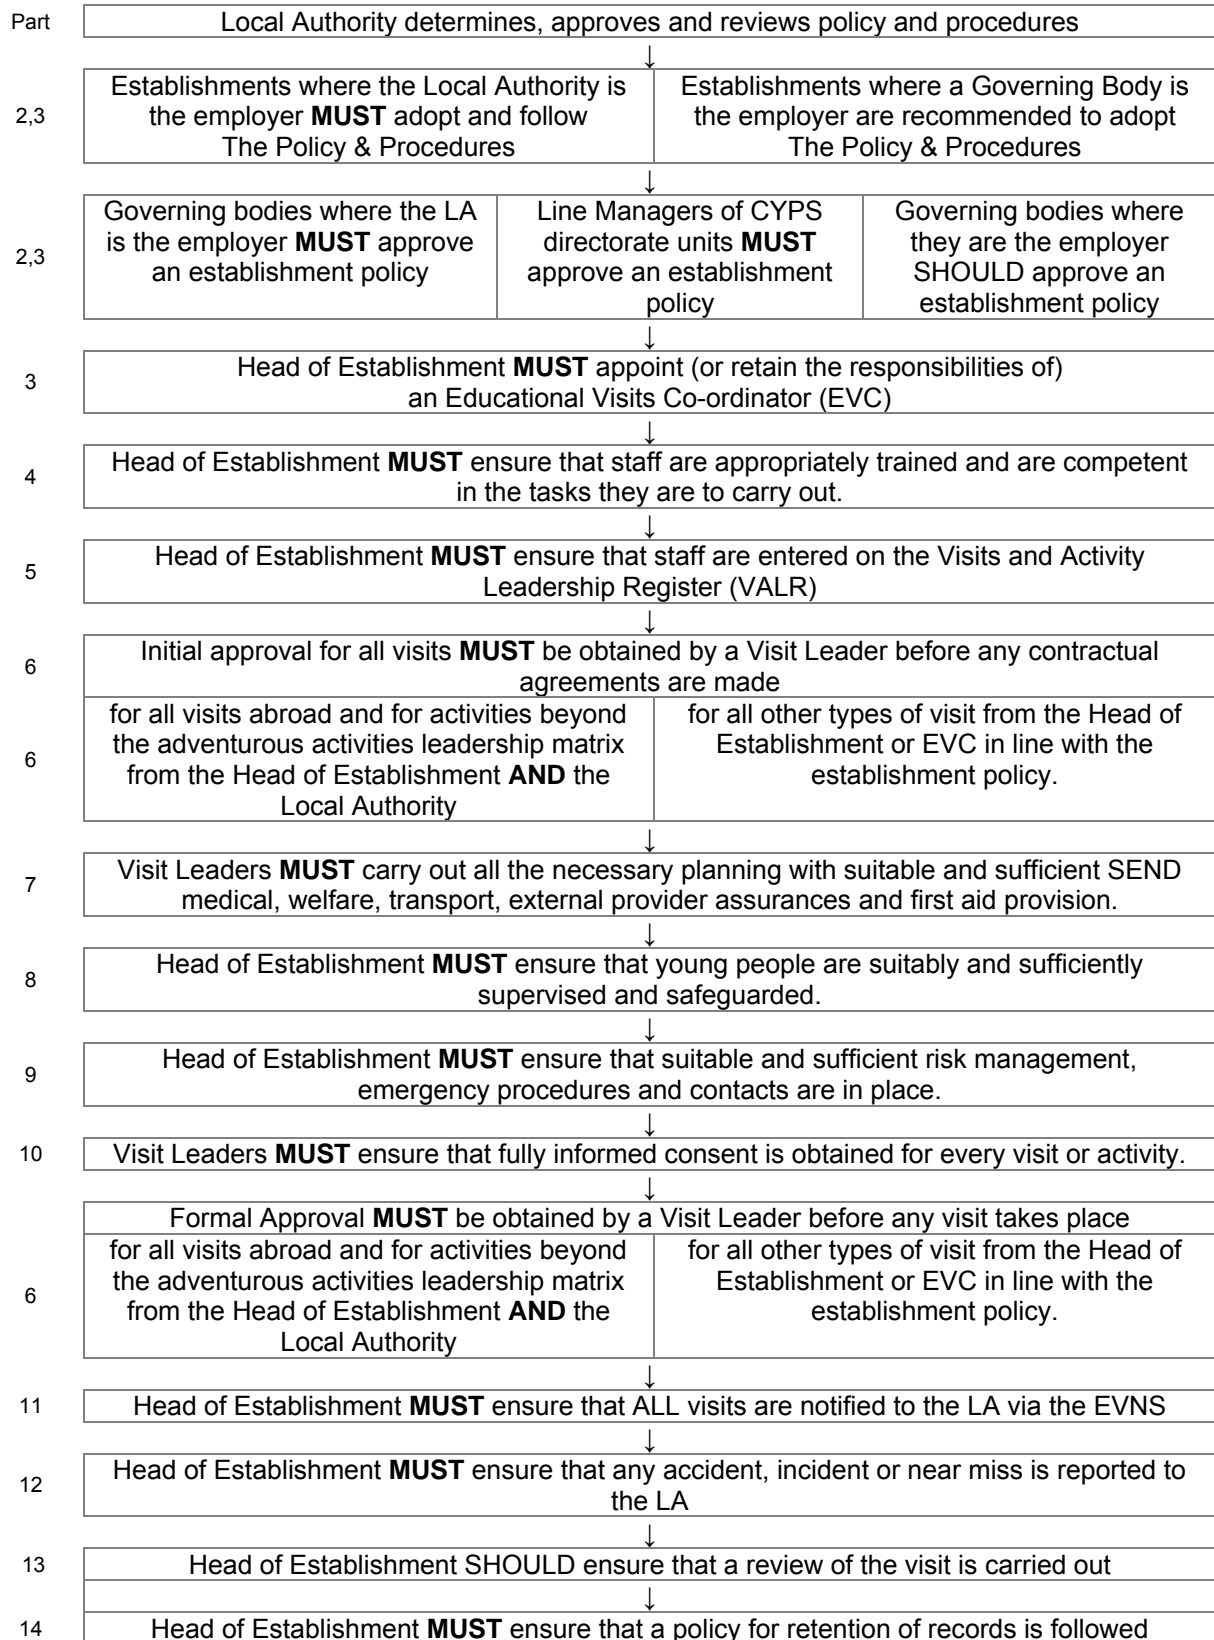 Part
Local Authority determines, approves and reviews policy and procedures
↓
2,3
Establishments where the Local Authority is
the employer MUST adopt and follow
The Policy & Procedures
Establishments where a Governing Body is
the employer are recommended to adopt
The Policy & Procedures
↓
2,3
Governing bodies where the LA
is the employer MUST approve
an establishment policy
Line Managers of CYPS
directorate units MUST
approve an establishment
policy
Governing bodies where
they are the employer
SHOULD approve an
establishment policy
↓
3
Head of Establishment MUST appoint (or retain the responsibilities of)
an Educational Visits Co-ordinator (EVC)
↓
4
Head of Establishment MUST ensure that staff are appropriately trained and are competent
in the tasks they are to carry out.
↓
5
Head of Establishment MUST ensure that staff are entered on the Visits and Activity
Leadership Register (VALR)
↓
6
Initial approval for all visits MUST be obtained by a Visit Leader before any contractual
agreements are made
6
for all visits abroad and for activities beyond
the adventurous activities leadership matrix
from the Head of Establishment AND the
Local Authority
for all other types of visit from the Head of
Establishment or EVC in line with the
establishment policy.
↓
7
Visit Leaders MUST carry out all the necessary planning with suitable and sufficient SEND
medical, welfare, transport, external provider assurances and first aid provision.
↓
8
Head of Establishment MUST ensure that young people are suitably and sufficiently
supervised and safeguarded.
↓
9
Head of Establishment MUST ensure that suitable and sufficient risk management,
emergency procedures and contacts are in place.
↓
10
Visit Leaders MUST ensure that fully informed consent is obtained for every visit or activity.
↓
Formal Approval MUST be obtained by a Visit Leader before any visit takes place
6
for all visits abroad and for activities beyond
the adventurous activities leadership matrix
from the Head of Establishment AND the
Local Authority
for all other types of visit from the Head of
Establishment or EVC in line with the
establishment policy.
↓
11
Head of Establishment MUST ensure that ALL visits are notified to the LA via the EVNS
↓
12
Head of Establishment MUST ensure that any accident, incident or near miss is reported to
the LA
↓
13
Head of Establishment SHOULD ensure that a review of the visit is carried out
↓
14
Head of Establishment MUST ensure that a policy for retention of records is followed